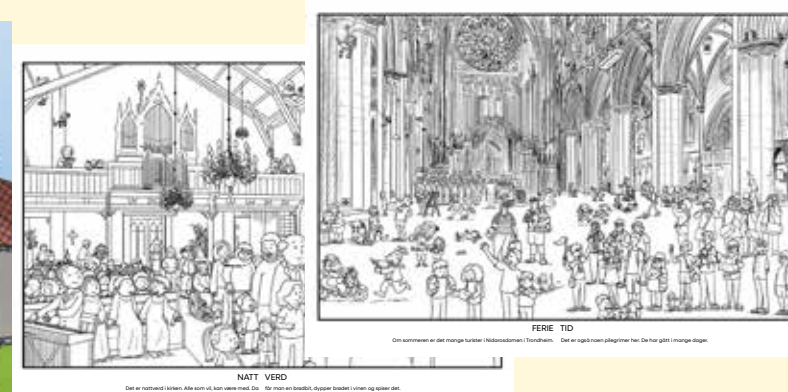 FERIE TID
Om sommeren er det mange turister i Nidarosdomen i Trondheim. Det er også noen pilegrimer her. De har gått i mange dager.
NATT VERD
Det er nattverd i kirken. Alle som vil, kan være med. Da får man en brødbit, dypper brødet i vinen og spiser det.